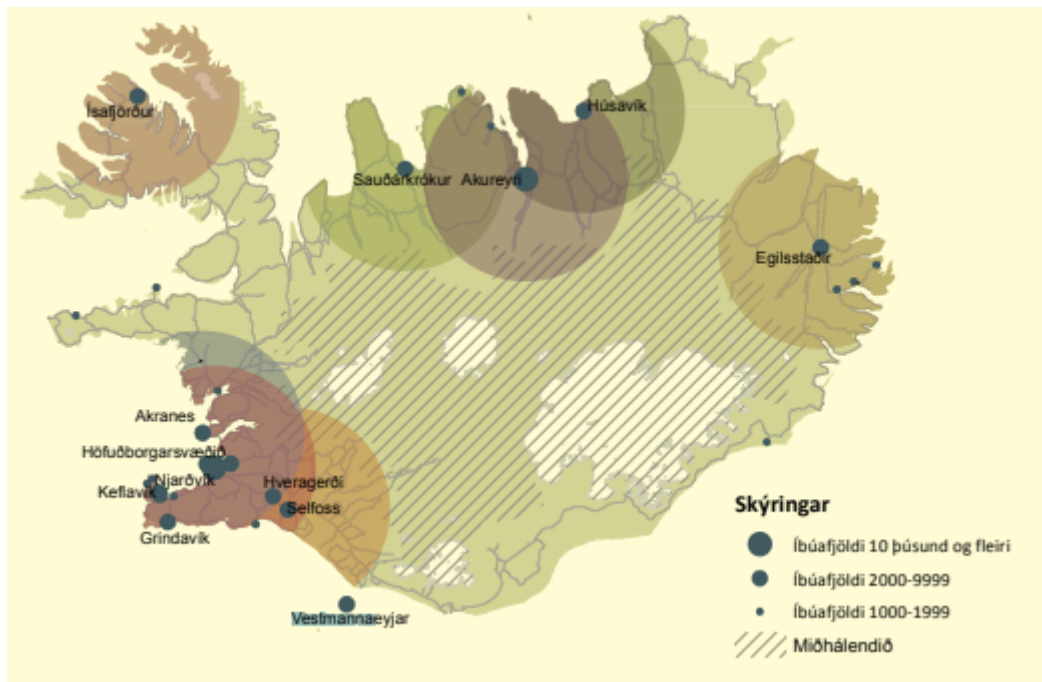 Ísafjörður
Húsavík
Sauðárkrókur
Akureyri
Egilsstaðir
Akranes
Höfuðborgarsvæðið
Njarðvík
Keflavík
Hveragerði
Selfoss
Grindavík
Vestmannaeyjar
Skýringar
Íbúafjöldi 10 þúsund og fleiri
Íbúafjöldi 2000-9999
Íbúafjöldi 1000-1999
Miðhálendið